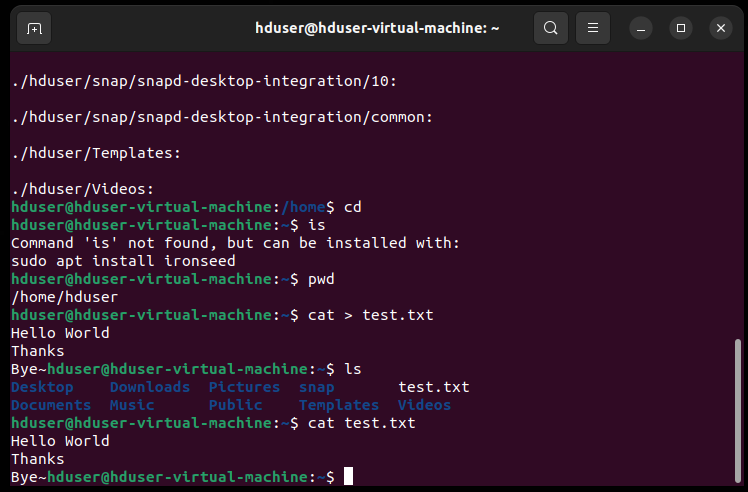 hduser@hduser-virtual-machine: ~
./hduser/snap/snapd-desktop-integration/10:
./hduser/snap/snapd-desktop-integration/common:
./hduser/Templates:
./hduser/Videos:
hduser@hduser-virtual-machine:/home$ cd
hduser@hduser-virtual-machine:~$ is
Command 'is' not found, but can be installed with:
sudo apt install ironseed
hduser@hduser-virtual-machine:~$ pwd
/home/hduser
hduser@hduser-virtual-machine:~$ cat > test.txt
Hello World
Thanks
Bye~hduser@hduser-virtual-machine:~$ ls
Desktop    Downloads  Pictures  snap       test.txt
Documents  Music      Public    Templates  Videos
hduser@hduser-virtual-machine:~$ cat test.txt
Hello World
Thanks
Bye~hduser@hduser-virtual-machine:~$